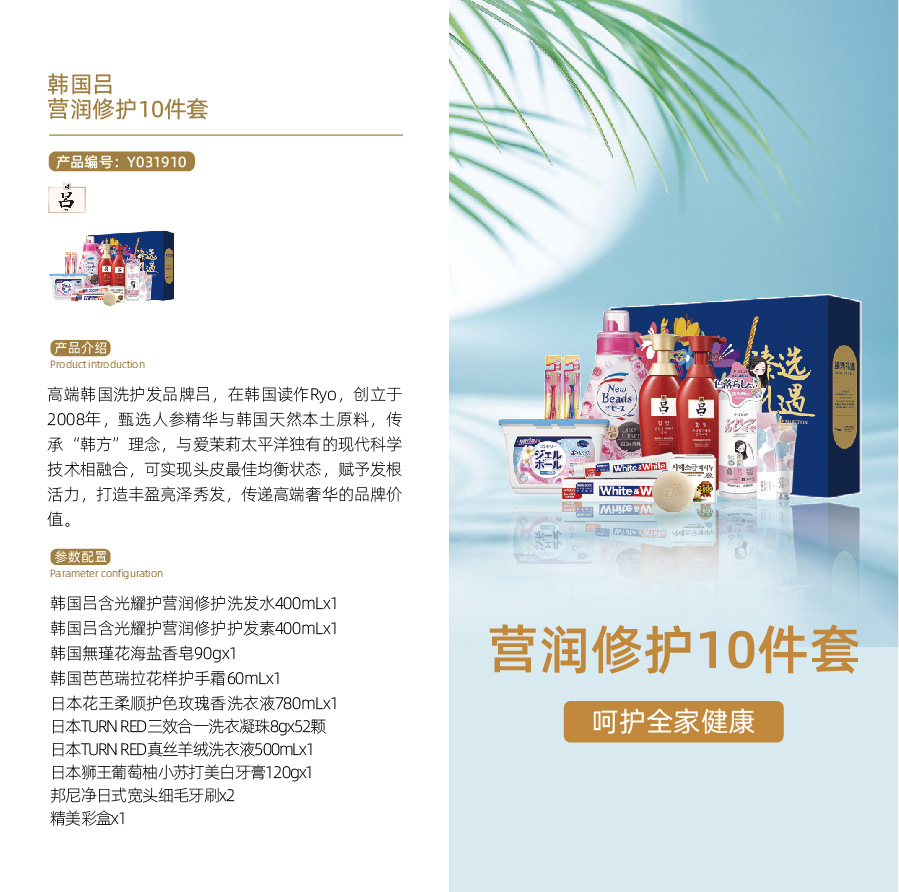 韩国吕
营润修护10件套
产品编号：Y031910
吕
产品介绍
Product introduction
高端韩国洗护发品牌吕，在韩国读作Ryo，创立于
2008年，甄选人参精华与韩国天然本土原料，传
承“韩方”理念，与爱茉莉太平洋独有的现代科学
技术相融合，可实现头皮最佳均衡状态，赋予发根
活力，打造丰盈亮泽秀发，传递高端奢华的品牌价
值。
参数配置
Parameter configuration
韩国吕含光耀护营润修护洗发水400mLx1
韩国吕含光耀护营润修护护发素400mLx1
韩国無瑾花海盐香皂90gx1
韩国芭芭瑞拉花样护手霜60mLx1
日本花王柔顺护色玫瑰香洗衣液780mLx1
日本TURN RED三效合一洗衣凝珠8gx52颗
日本TURN RED真丝羊绒洗衣液500mLx1
日本狮王葡萄柚小苏打美白牙膏120gx1
邦尼净日式宽头细毛牙刷x2
精美彩盒x1
臻选
遇
New
Beads
吕
吕
ジェル
ボール
White & White
White & W
营润修护10件套
呵护全家健康